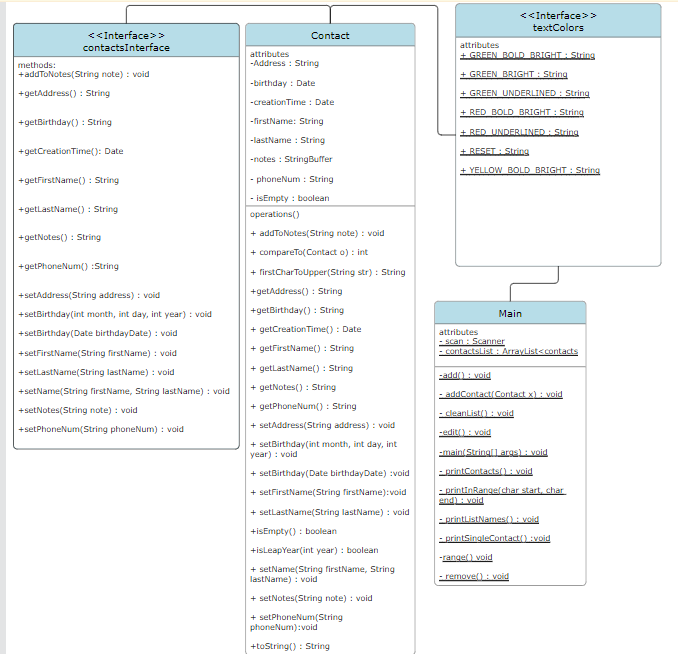 <<Interface>>
contactsInterface
methods:
+addToNotes(String note) : void
+getAddress() : String
+getBirthday() : String
+getCreationTime(): Date
+getFirstName() : String
+getLastName() : String
+getNotes() : String
+getPhoneNum() :String
+setAddress(String address) : void
+setBirthday(int month, int day, int year) : void
+setBirthday(Date birthdayDate) : void
+setFirstName(String firstName) : void
+setLastName(String lastName) : void
+setName(String firstName, String lastName) : void
+setNotes(String note) : void
+setPhoneNum(String phoneNum) : void
Contact
attributes
-Address : String
-birthday : Date
-creationTime : Date
-firstName: String
-lastName : String
-notes : StringBuffer
- phoneNum : String
- isEmpty : boolean
operations()
+ addToNotes(String note) : void
+ compareTo(Contact o) : int
+ firstCharToUpper(String str) : String
+getAddress() : String
+getBirthday() : String
+ getCreationTime() : Date
+ getFirstName() : String
+ getLastName() : String
+ getNotes() : String
+ getPhoneNum() : String
+ setAddress(String address) : void
+ setBirthday(int month, int day, int
year) : void
+ setBirthday(Date birthdayDate) :void
+ setFirstName(String firstName):void
+ setLastName(String lastName) : void
+isEmpty() : boolean
+isLeapYear(int year) : boolean
+ setName(String firstName, String
lastName) : void
+ setNotes(String note) : void
+ setPhoneNum(String
phoneNum):void
+toString() : String
<<Interface>>
textColors
attributes
+ GREEN_BOLD_BRIGHT : String
+ GREEN_BRIGHT : String
+ GREEN_UNDERLINED : String
+ RED_BOLD_BRIGHT : String
+ RED_UNDERLINED : String
+ RESET : String
+ YELLOW_BOLD_BRIGHT : String
Main
attributes
- scan : Scanner
- contactsList : ArrayList<contacts
-add() : void
- addContact(Contact x) : void
- cleanList() : void
-edit() : void
-main(String[] args) : void
- printContacts() : void
- printInRange(char start, char
end) : void
- printListNames() : void
- printSingleContact() :void
-range() void
- remove() : void